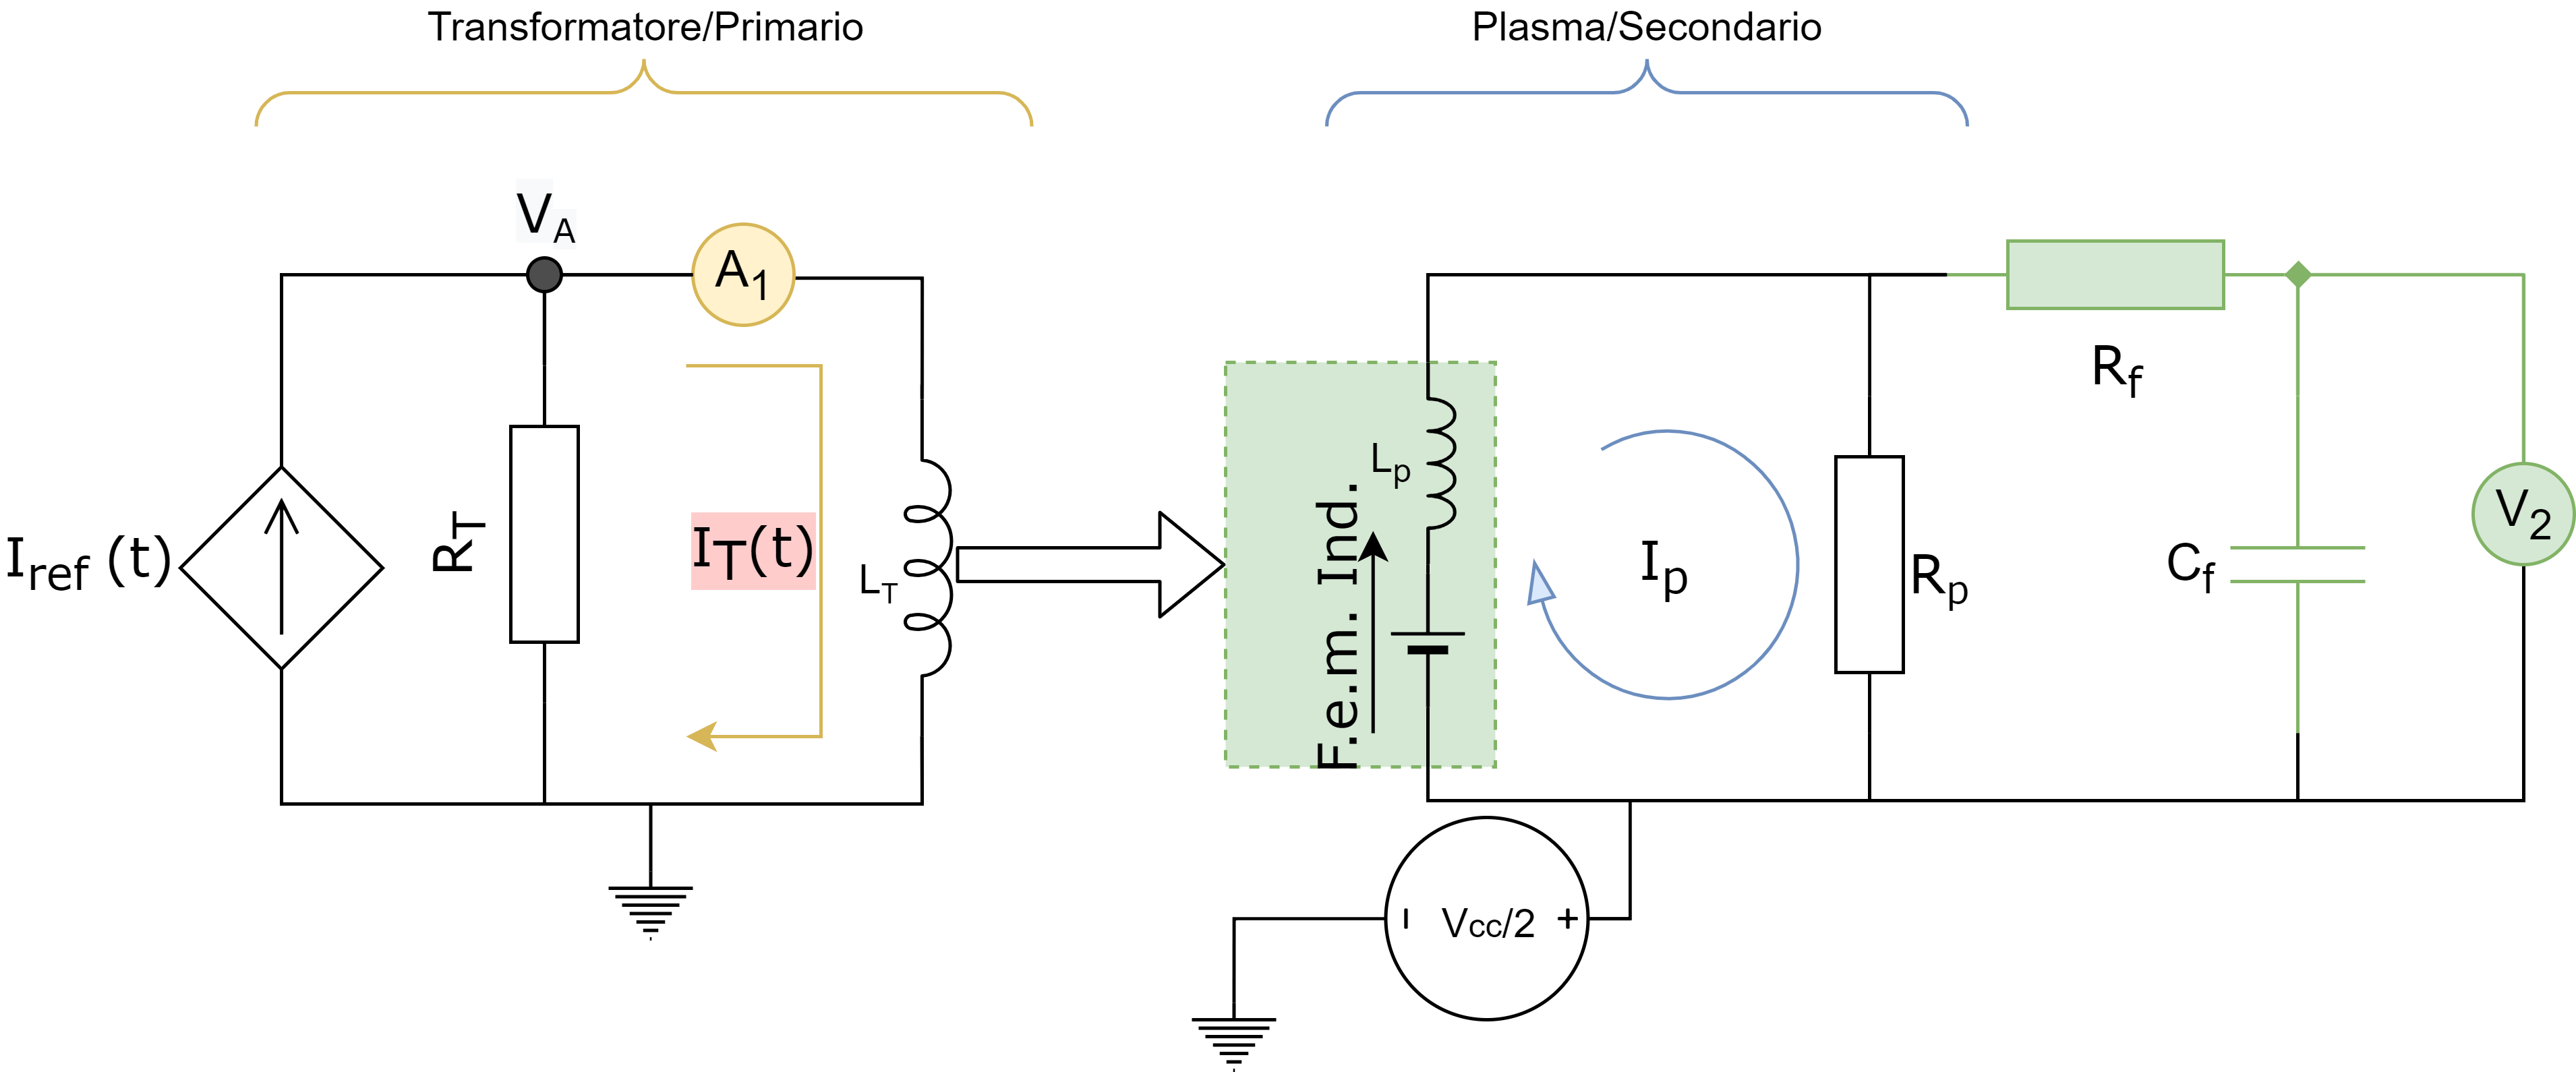 Transformatore/Primario
Plasma/Secondario
VA
A1
Rf
Iref (t)
RT
IT(t)
LT
F.e.m. Ind.
Lp
Ip
Rp
Cf
V2
- Vcc/2 +